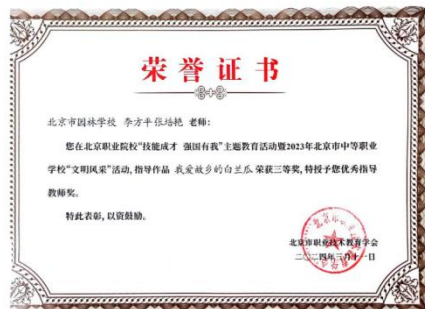 荣誉证书
北京市园林学校 李方平张培艳 老师:
您在北京职业院校“技能成才 强国有我”主题教育活动暨2023年北京市中等职业
学校“文明风采”活动, 指导作品 我爱故乡的白兰瓜 荣获三等奖, 特授予您优秀指导
教师奖。
特此表彰, 以资鼓励。
北京市职业技术教育学会
二〇二四年三月十一日